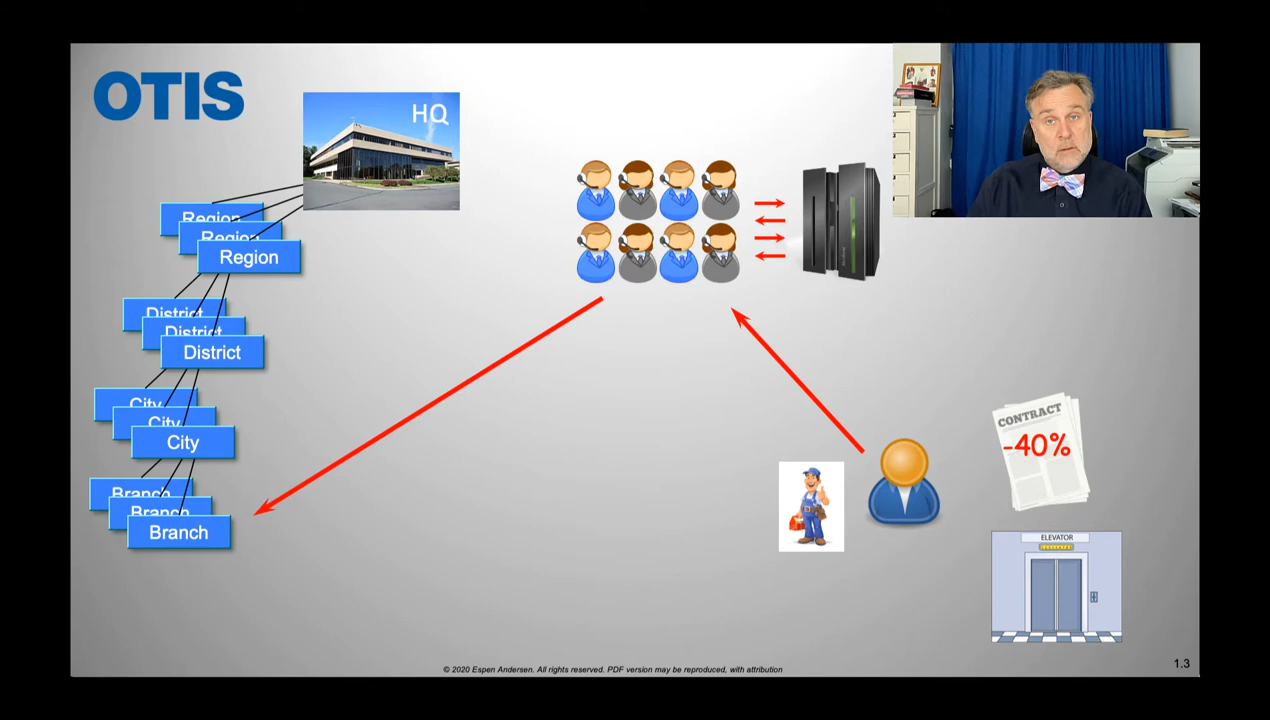 OTIS
HQ
Region
Region
Region
District
District
District
City
City
City
Branch
Branch
Branch
CONTRACT
-40%
ELEVATOR
© 2020 Espen Andersen. All rights reserved. PDF version may be reproduced, with attribution
1.3